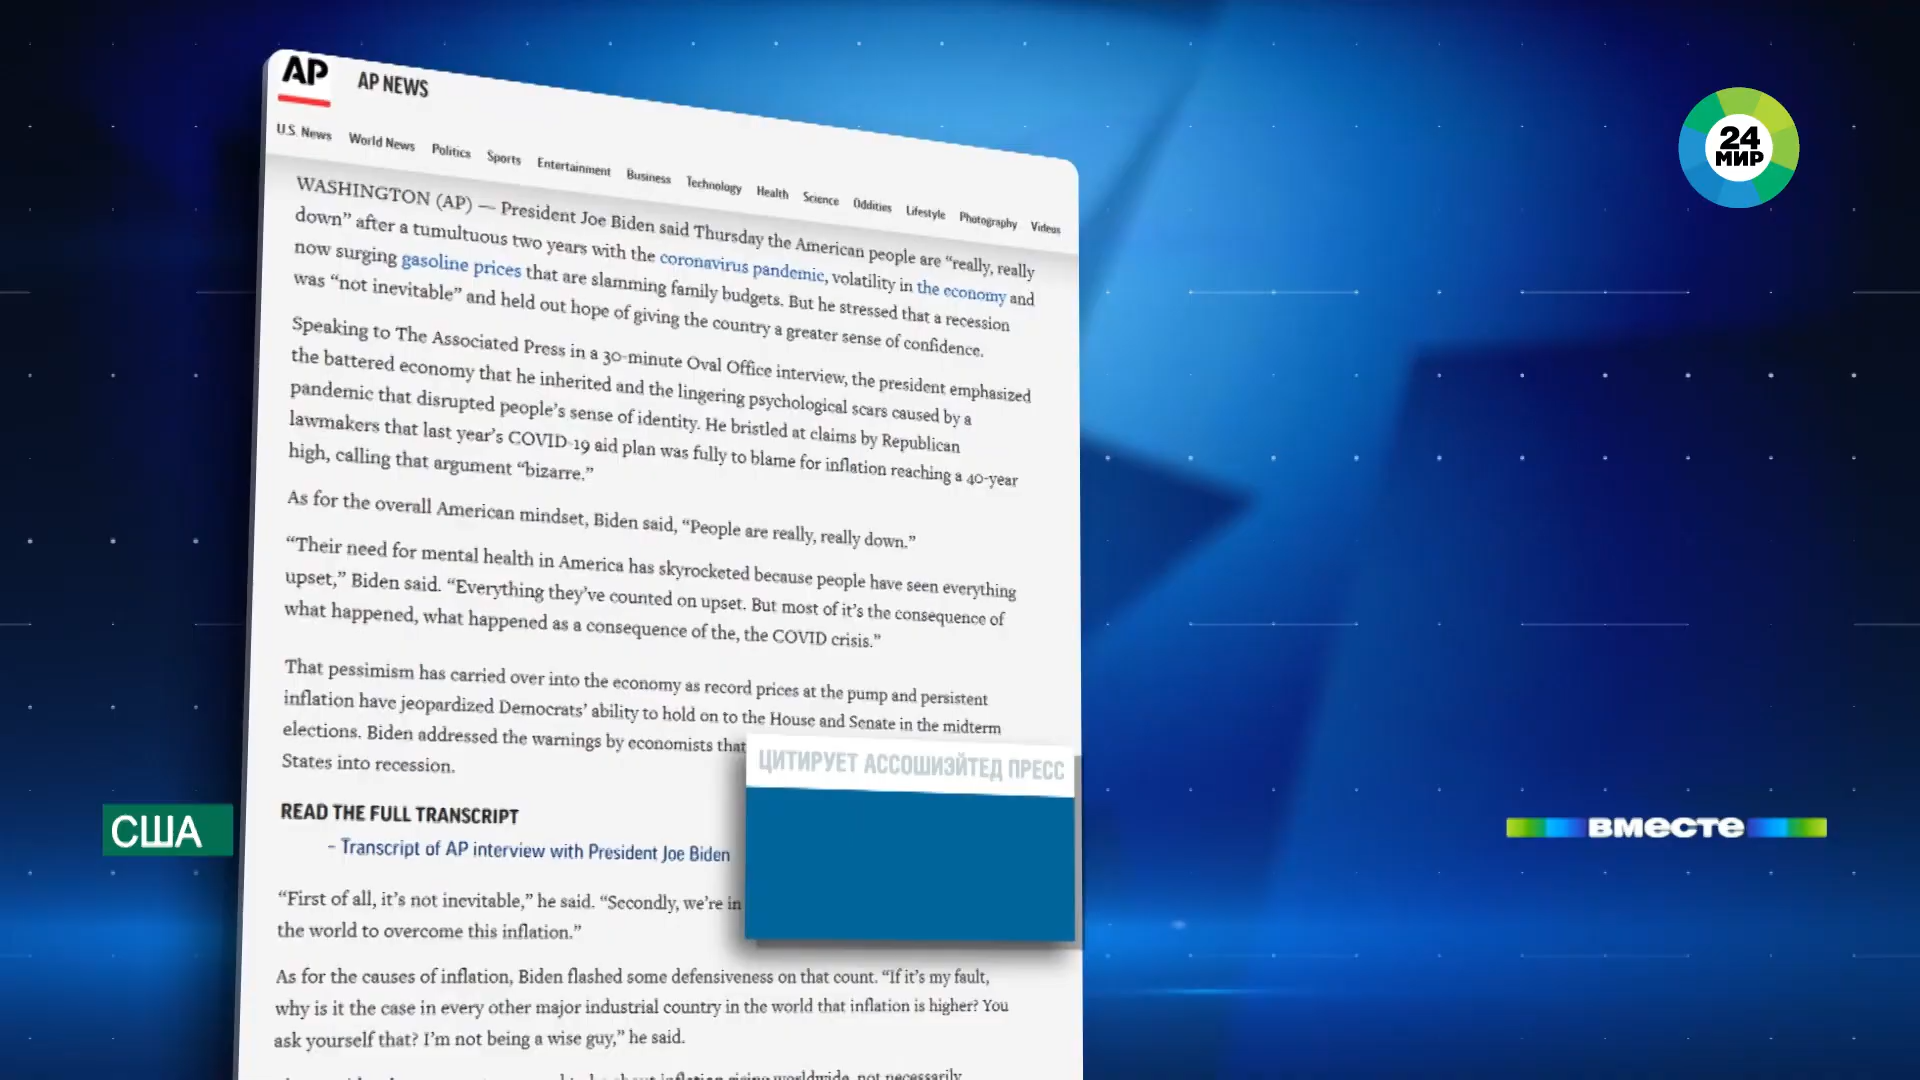 AP
AP NEWS
U.S. News World News Politics Sports Entertainment Business Technology Health Science Oddities Lifestyle Photography Videos
WASHINGTON (AP) — President Joe Biden said Thursday the American people are “really, really
down” after a tumultuous two years with the coronavirus pandemic, volatility in the economy and
now surging gasoline prices that are slamming family budgets. But he stressed that a recession
was “not inevitable” and held out hope of giving the country a greater sense of confidence.
Speaking to The Associated Press in a 30-minute Oval Office interview, the president emphasized
the battered economy that he inherited and the lingering psychological scars caused by a
pandemic that disrupted people’s sense of identity. He bristled at claims by Republican
lawmakers that last year’s COVID-19 aid plan was fully to blame for inflation reaching a 40-year
high, calling that argument “bizarre.”
As for the overall American mindset, Biden said, “People are really, really down.”
“Their need for mental health in America has skyrocketed because people have seen everything
upset,” Biden said. “Everything they’ve counted on upset. But most of it’s the consequence of
what happened, what happened as a consequence of the, the COVID crisis.”
That pessimism has carried over into the economy as record prices at the pump and persistent
inflation have jeopardized Democrats’ ability to hold on to the House and Senate in the midterm
elections. Biden addressed the warnings by economists that
States into recession.
READ THE FULL TRANSCRIPT
– Transcript of AP interview with President Joe Biden
“First of all, it’s not inevitable,” he said. “Secondly, we’re in
the world to overcome this inflation.”
As for the causes of inflation, Biden flashed some defensiveness on that count. “If it’s my fault,
why is it the case in every other major industrial country in the world that inflation is higher? You
ask yourself that? I’m not being a wise guy,” he said.
inflation rising worldwide, not necessarily
ЦИТИРУЕТ АССОШИЭЙТЕД ПРЕСС
США
24
МИР
ВМЕСТЕ